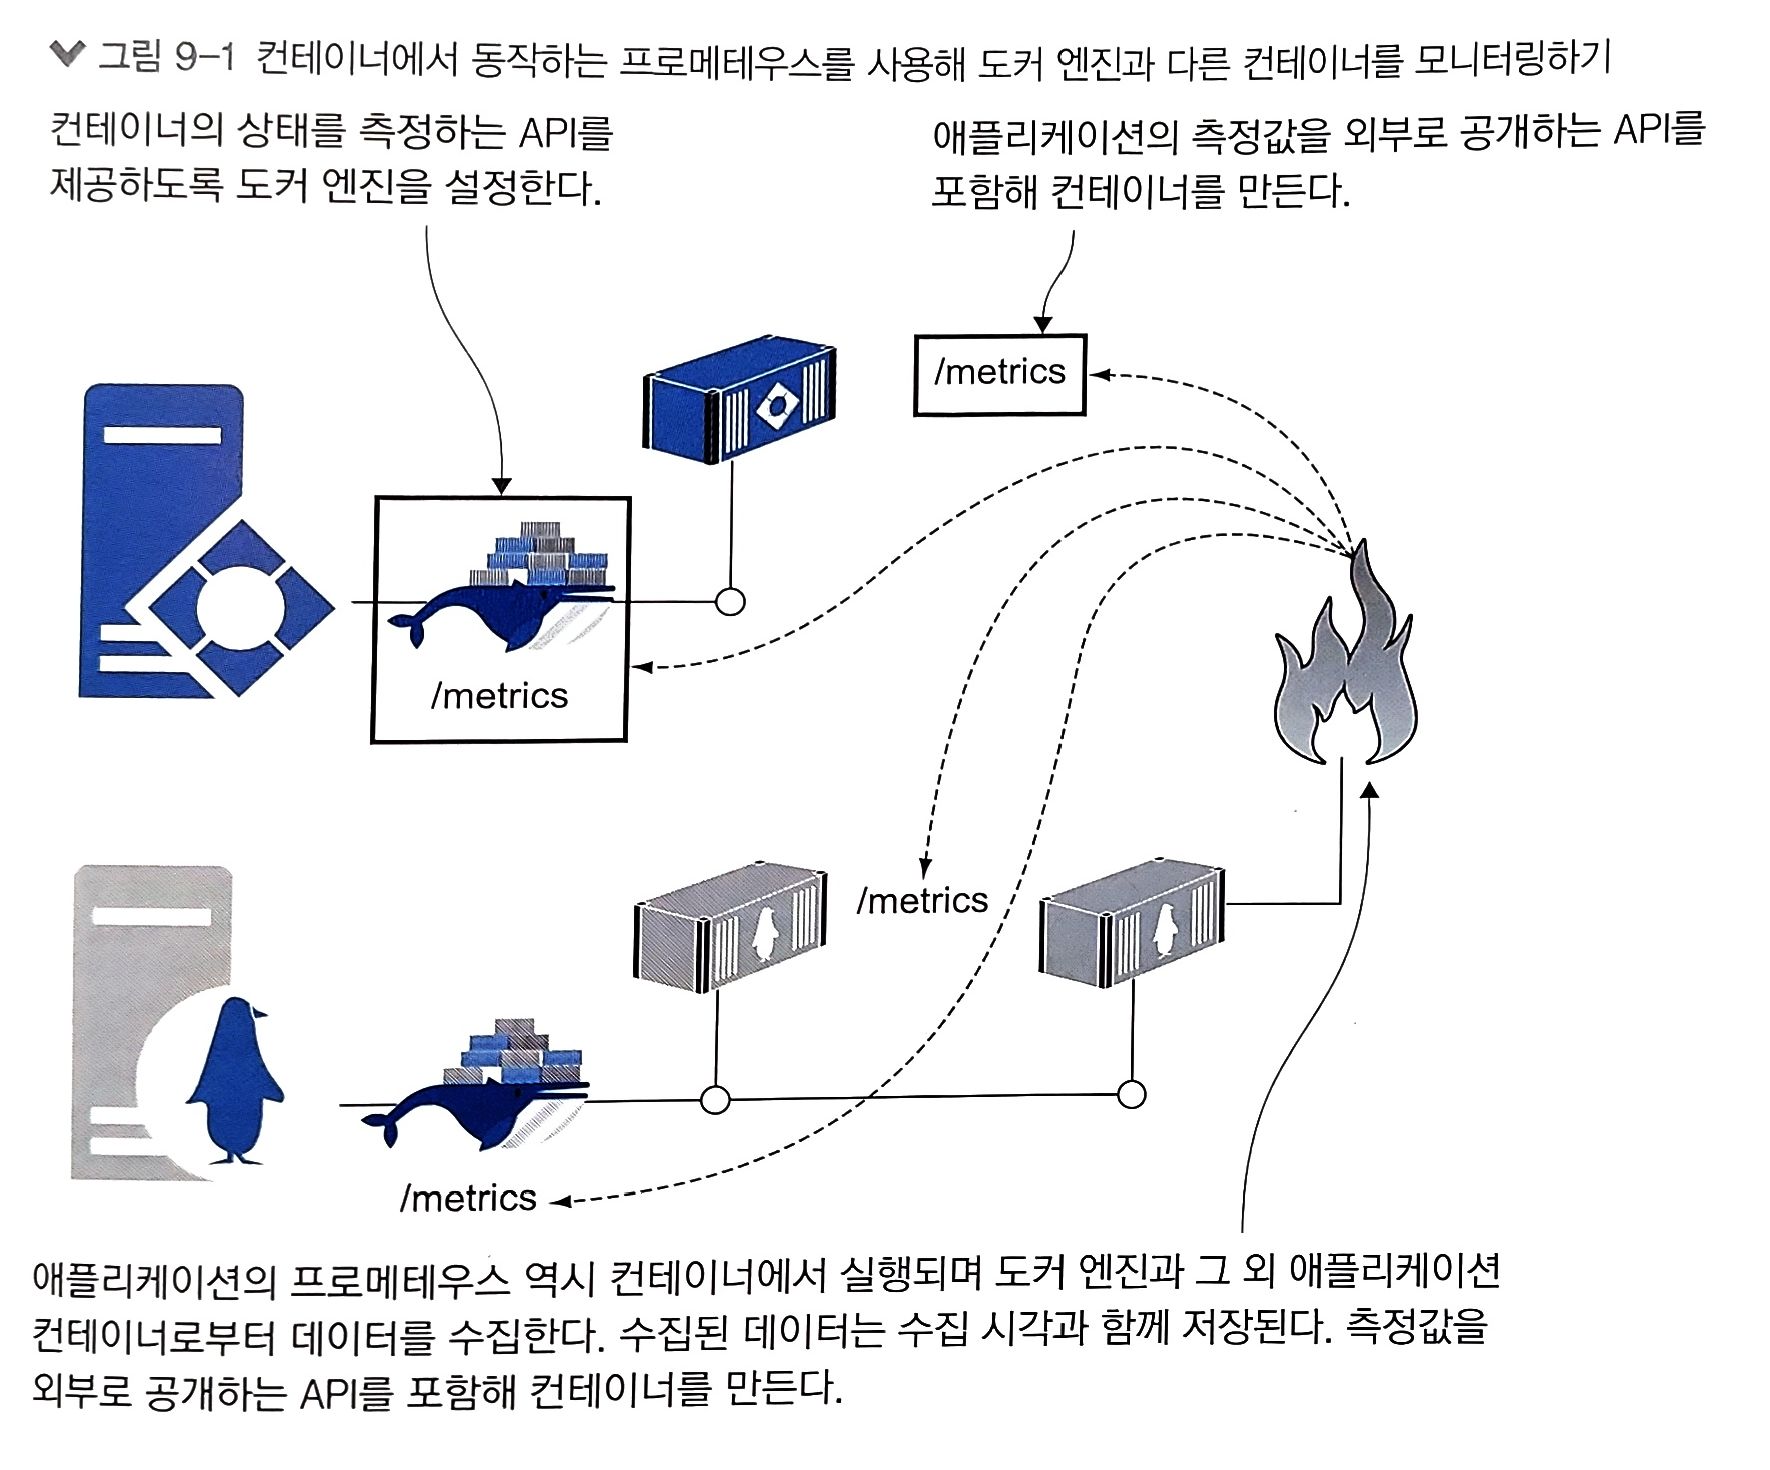 그림 9-1 컨테이너에서 동작하는 프로메테우스를 사용해 도커 엔진과 다른 컨테이너를 모니터링하기
컨테이너의 상태를 측정하는 API를
제공하도록 도커 엔진을 설정한다.
애플리케이션의 측정값을 외부로 공개하는 API를
포함해 컨테이너를 만든다.
/metrics
/metrics
/metrics
/metrics
애플리케이션의 프로메테우스 역시 컨테이너에서 실행되며 도커 엔진과 그 외 애플리케이션
컨테이너로부터 데이터를 수집한다. 수집된 데이터는 수집 시각과 함께 저장된다. 측정값을
외부로 공개하는 API를 포함해 컨테이너를 만든다.